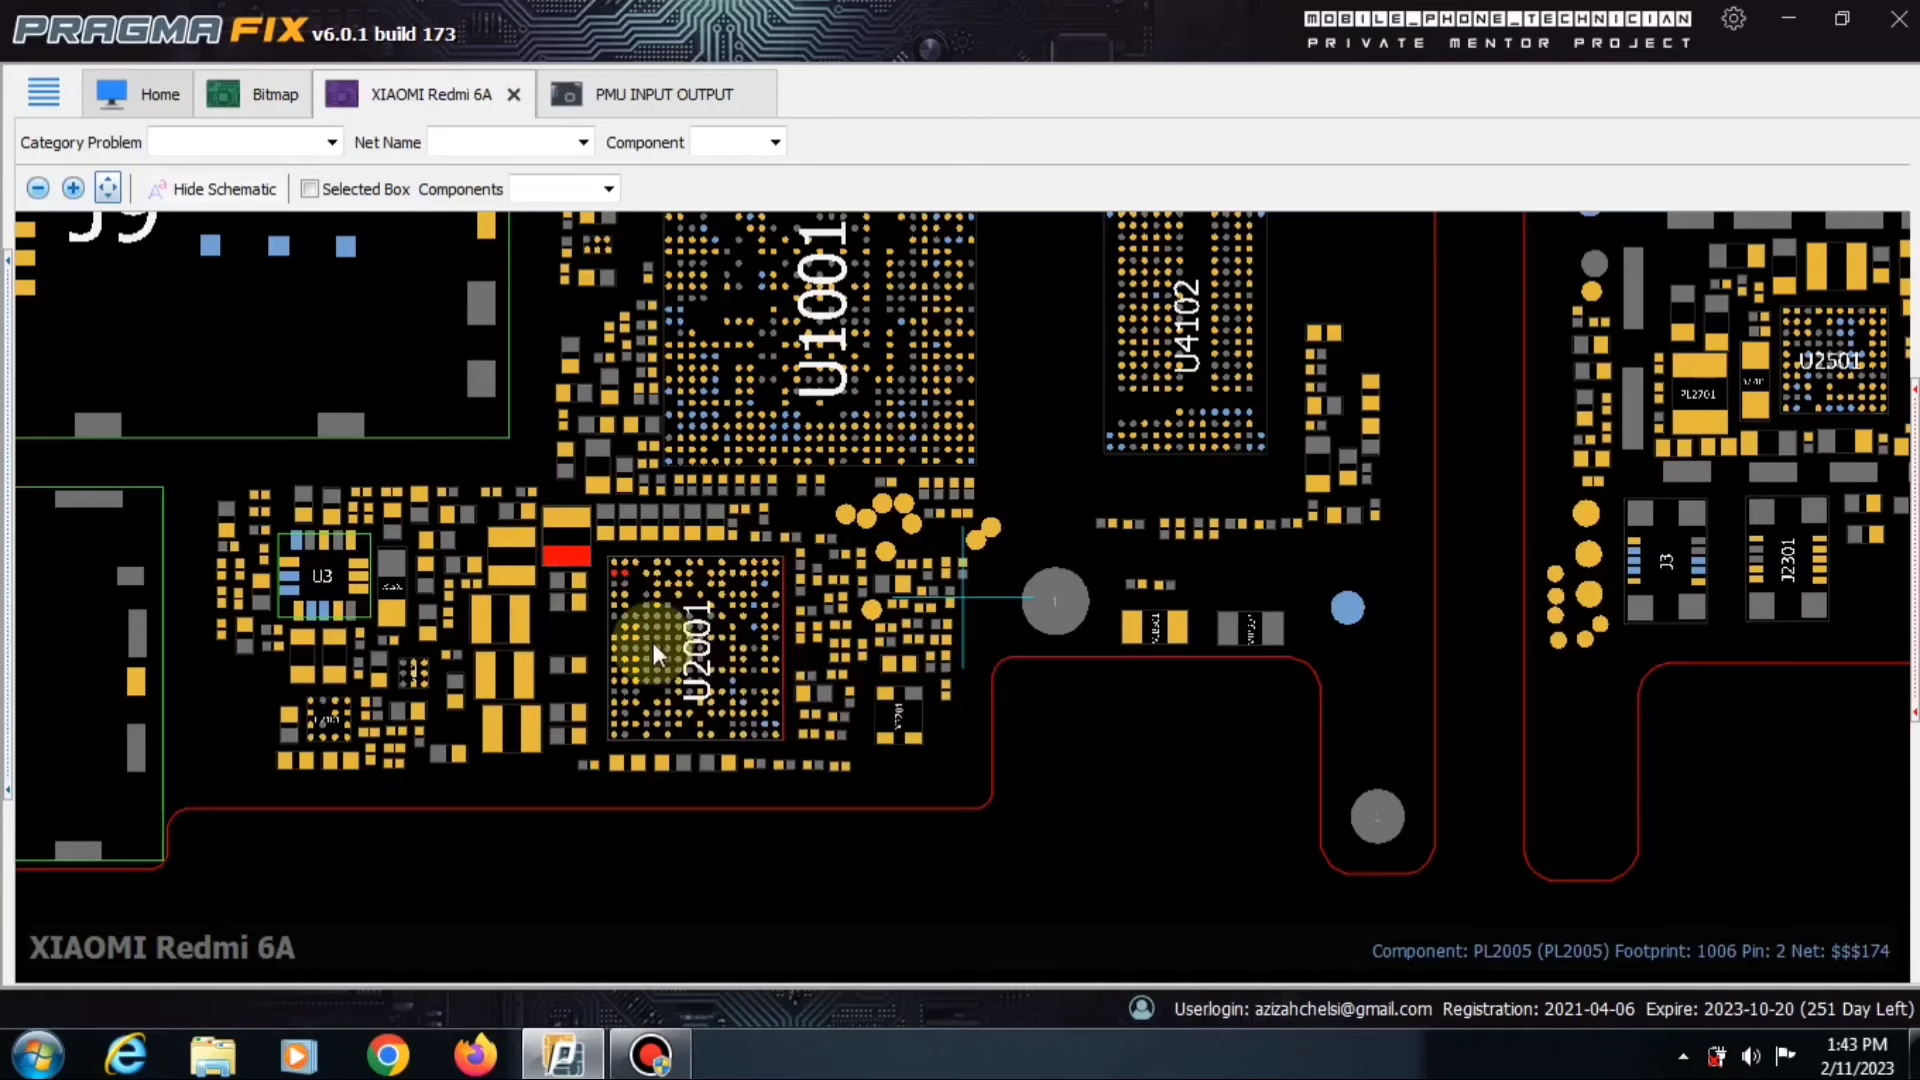 PRAGMA FIX v6.0.1 build 173
MOBILE_PHONE_TECHNICIAN
PRIVATE MENTOR PROJECT
Home
Bitmap
XIAOMI Redmi 6A
PMU INPUT OUTPUT
Category Problem
Net Name
Component
Hide Schematic
Selected Box
Components
J9
U1001
U4102
U2501
PL2701
U3
J3
J2301
U2001
1
XIAOMI Redmi 6A
Component: PL2005 (PL2005) Footprint: 1006 Pin: 2 Net: $$$174
Userlogin: azizahchelsi@gmail.com Registration: 2021-04-06 Expire: 2023-10-20 (251 Day Left)
1:43 PM
2/11/2023